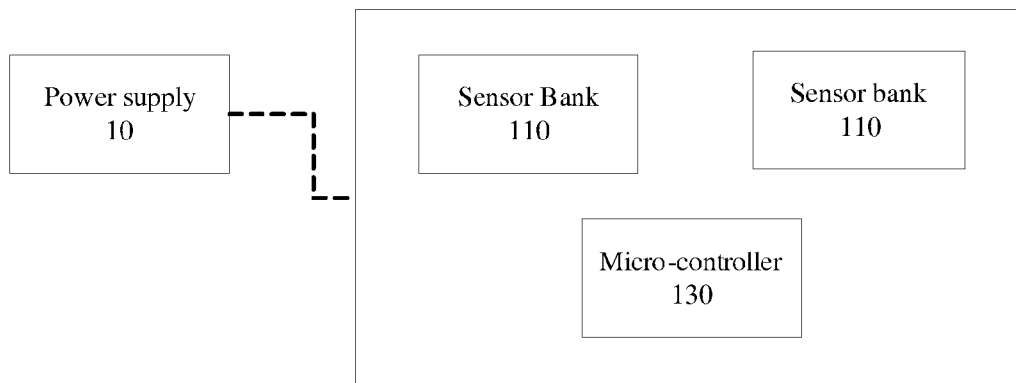 Power supply
10
Sensor Bank
110
Sensor bank
110
Micro-controller
130